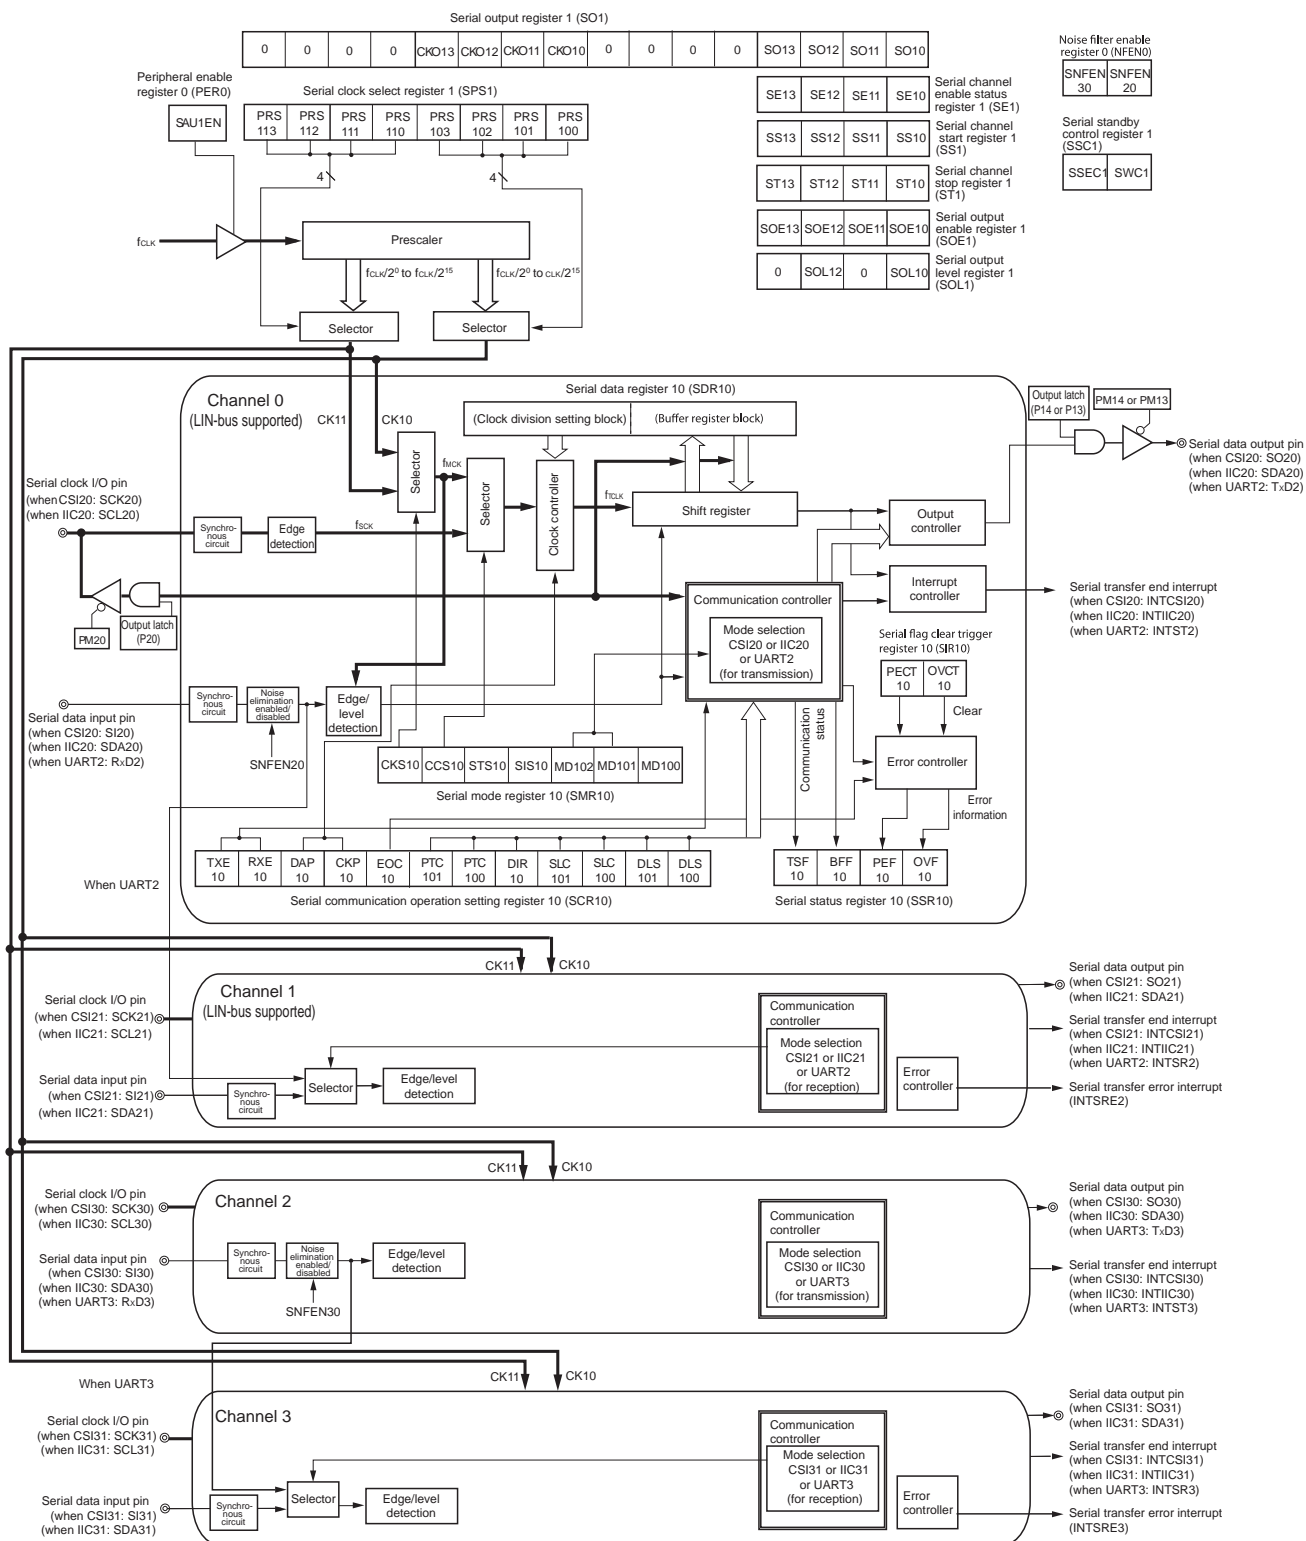 Serial output register 1 (SO1)
0 0 0 0 CKO13 CKO12 CKO11 CKO10 0 0 0 0 SO13 SO12 SO11 SO10
Noise filter enable
register 0 (NFEN0)
SNFEN 30 SNFEN 20
Peripheral enable
register 0 (PER0)
SAU1EN
Serial clock select register 1 (SPS1)
PRS 113 PRS 112 PRS 111 PRS 110 PRS 103 PRS 102 PRS 101 PRS 100
4 4
SE13 SE12 SE11 SE10
Serial channel
enable status
register 1 (SE1)
SS13 SS12 SS11 SS10
Serial channel
start register 1
(SS1)
Serial standby
control register 1
(SSC1)
SSEC1 SWC1
ST13 ST12 ST11 ST10
Serial channel
stop register 1
(ST1)
SOE13 SOE12 SOE11 SOE10
Serial output
enable register 1
(SOE1)
0 SOL12 0 SOL10
Serial output
level register 1
(SOL1)
fCLK
Prescaler
fCLK/2⁰ to fCLK/2¹⁵
fCLK/2⁰ to CLK/2¹⁵
Selector
Selector
Channel 0
(LIN-bus supported)
CK11
CK10
Serial data register 10 (SDR10)
(Clock division setting block)
(Buffer register block)
Output latch
(P14 or P13)
PM14 or PM13
Serial data output pin
(when CSI20: SO20)
(when IIC20: SDA20)
(when UART2: TxD2)
Selector
fMCK
Selector
Clock controller
fTCLK
Shift register
Output
controller
Serial clock I/O pin
(when CSI20: SCK20)
(when IIC20: SCL20)
Synchro-
nous
circuit
Edge
detection
fSCK
Interrupt
controller
Serial transfer end interrupt
(when CSI20: INTCSI20)
(when IIC20: INTIIC20)
(when UART2: INTST2)
PM20
Output latch
(P20)
Communication controller
Mode selection
CSI20 or IIC20
or UART2
(for transmission)
Serial flag clear trigger
register 10 (SIR10)
PECT 10 OVCT 10
Clear
Communication
status
Error controller
Error
information
Serial data input pin
(when CSI20: SI20)
(when IIC20: SDA20)
(when UART2: RxD2)
Synchro-
nous
circuit
Noise
elimination
enabled/
disabled
SNFEN20
Edge/
level
detection
CKS10 CCS10 STS10 SIS10 MD102 MD101 MD100
Serial mode register 10 (SMR10)
When UART2
TXE 10 RXE 10 DAP 10 CKP 10 EOC 10 PTC 101 PTC 100 DIR 10 SLC 101 SLC 100 DLS 101 DLS 100
Serial communication operation setting register 10 (SCR10)
TSF 10 BFF 10 PEF 10 OVF 10
Serial status register 10 (SSR10)
CK11
CK10
Channel 1
(LIN-bus supported)
Serial clock I/O pin
(when CSI21: SCK21)
(when IIC21: SCL21)
Serial data input pin
(when CSI21: SI21)
(when IIC21: SDA21)
Synchro-
nous
circuit
Selector
Edge/level
detection
Communication
controller
Mode selection
CSI21 or IIC21
or UART2
(for reception)
Error
controller
Serial data output pin
(when CSI21: SO21)
(when IIC21: SDA21)
Serial transfer end interrupt
(when CSI21: INTCSI21)
(when IIC21: INTIIC21)
(when UART2: INTSR2)
Serial transfer error interrupt
(INTSRE2)
CK11
CK10
Channel 2
Serial clock I/O pin
(when CSI30: SCK30)
(when IIC30: SCL30)
Serial data input pin
(when CSI30: SI30)
(when IIC30: SDA30)
(when UART3: RxD3)
Synchro-
nous
circuit
Noise
elimination
enabled/
disabled
SNFEN30
Edge/level
detection
Communication
controller
Mode selection
CSI30 or IIC30
or UART3
(for transmission)
Serial data output pin
(when CSI30: SO30)
(when IIC30: SDA30)
(when UART3: TxD3)
Serial transfer end interrupt
(when CSI30: INTCSI30)
(when IIC30: INTIIC30)
(when UART3: INTST3)
When UART3
CK11
CK10
Channel 3
Serial clock I/O pin
(when CSI31: SCK31)
(when IIC31: SCL31)
Serial data input pin
(when CSI31: SI31)
(when IIC31: SDA31)
Synchro-
nous
circuit
Selector
Edge/level
detection
Communication
controller
Mode selection
CSI31 or IIC31
or UART3
(for reception)
Error
controller
Serial data output pin
(when CSI31: SO31)
(when IIC31: SDA31)
Serial transfer end interrupt
(when CSI31: INTCSI31)
(when IIC31: INTIIC31)
(when UART3: INTSR3)
Serial transfer error interrupt
(INTSRE3)